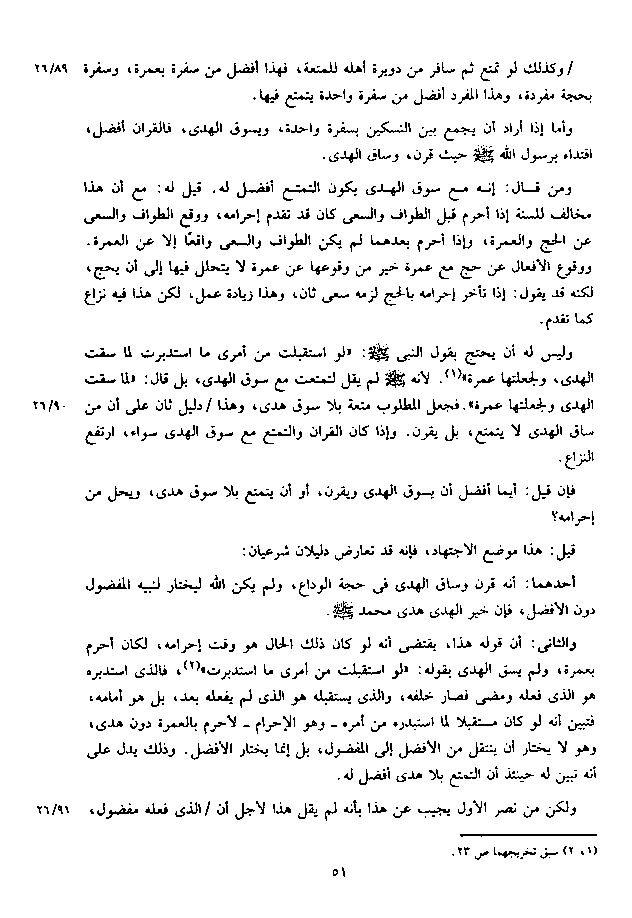 / وكذلك لو تمتع ثم سافر من دويرة أهله للمتعة، فهذا أفضل من سفرة بعمرة، وسفرة ٢٦/٨٩
بحجة مفردة، وهذا المفرد أفضل من سفرة واحدة يتمتع فيها.
وأما إذا أراد أن يجمع بين النسكين بسفرة واحدة، ويسوق الهدى، فالقران أفضل،
اقتداء برسول الله ﷺ حيث قرن، وساق الهدى.
ومن قال: إنه مع سوق الهدى يكون التمتع أفضل له. قيل له: مع أن هذا
مخالف للسنة إذا أحرم قبل الطواف والسعى كان قد تقدم إحرامه، ووقع الطواف والسعى
عن الحج والعمرة، وإذا أحرم بعدهما لم يكن الطواف والسعى واقعًا إلا عن العمرة.
ووقوع الأفعال عن حج مع عمرة خير من وقوعها عن عمرة لا يتحلل فيها إلى أن يحج،
لكنه قد يقول: إذا تأخر إحرامه بالحج لزمه سعى ثان، وهذا زيادة عمل، لكن هذا فيه نزاع
كما تقدم.
وليس له أن يحتج بقول النبى ﷺ: «لو استقبلت من أمرى ما استدبرت لما سقت
الهدى، ولجعلتها عمرة»(١). لأنه ﷺ لم يقل لتمتعت مع سوق الهدى، بل قال: «لما سقت
الهدى ولجعلتها عمرة». فجعل المطلوب متعة بلا سوق هدى، وهذا / دليل ثان على أن من ٢٦/٩٠
ساق الهدى لا يتمتع، بل يقرن. وإذا كان القران والتمتع مع سوق الهدى سواء، ارتفع
النزاع.
فإن قيل: أيما أفضل أن يسوق الهدى ويقرن، أو أن يتمتع بلا سوق هدى، ويحل من
إحرامه؟
قيل: هذا موضع الاجتهاد، فإنه قد تعارض دليلان شرعيان:
أحدهما: أنه قرن وساق الهدى فى حجة الوداع، ولم يكن الله ليختار لنبيه المفضول
دون الأفضل، فإن خير الهدى هدى محمد ﷺ.
والثانى: أن قوله هذا، يقتضى أنه لو كان ذلك الحال هو وقت إحرامه، لكان أحرم
بعمرة، ولم يسق الهدى بقوله: «لو استقبلت من أمرى ما استدبرت»(٢)، فالذى استدبره
هو الذى فعله ومضى فصار خلفه، والذى يستقبله هو الذى لم يفعله بعد، بل هو أمامه،
فتبين أنه لو كان مستقبلا لما استبدره من أمره ـ وهو الإحرام ـ لأحرم بالعمرة دون هدى،
وهو لا يختار أن ينتقل من الأفضل إلى المفضول، بل إنما يختار الأفضل. وذلك يدل على
أنه تبين له حينئذ أن التمتع بلا هدى أفضل له.
ولكن من نصر الأول يجيب عن هذا بأنه لم يقل هذا لأجل أن / الذى فعله مفضول، ٢٦/٩١
(١، ٢) سبق تخريجهما ص ٢٣.
٥١